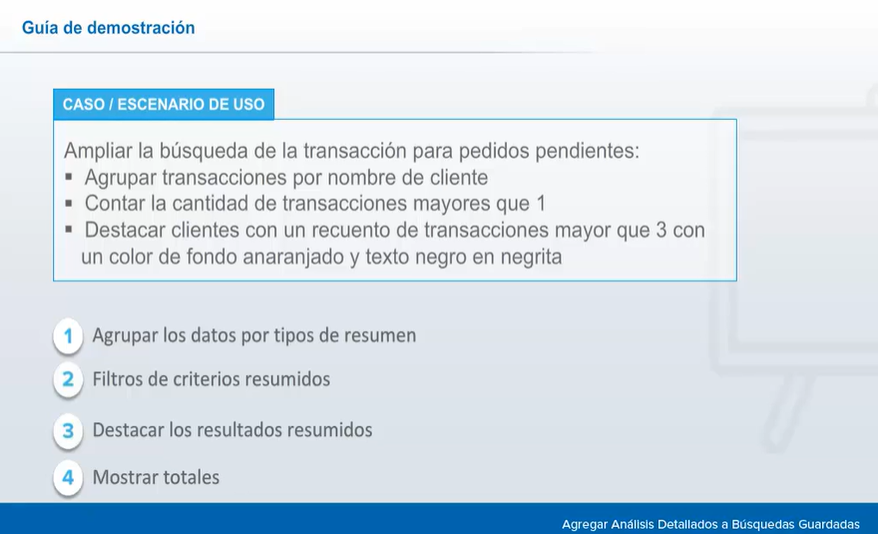 Guía de demostración
CASO / ESCENARIO DE USO
Ampliar la búsqueda de la transacción para pedidos pendientes:
▪ Agrupar transacciones por nombre de cliente
▪ Contar la cantidad de transacciones mayores que 1
▪ Destacar clientes con un recuento de transacciones mayor que 3 con
un color de fondo anaranjado y texto negro en negrita
1 Agrupar los datos por tipos de resumen
2 Filtros de criterios resumidos
3 Destacar los resultados resumidos
4 Mostrar totales
Agregar Análisis Detallados a Búsquedas Guardadas